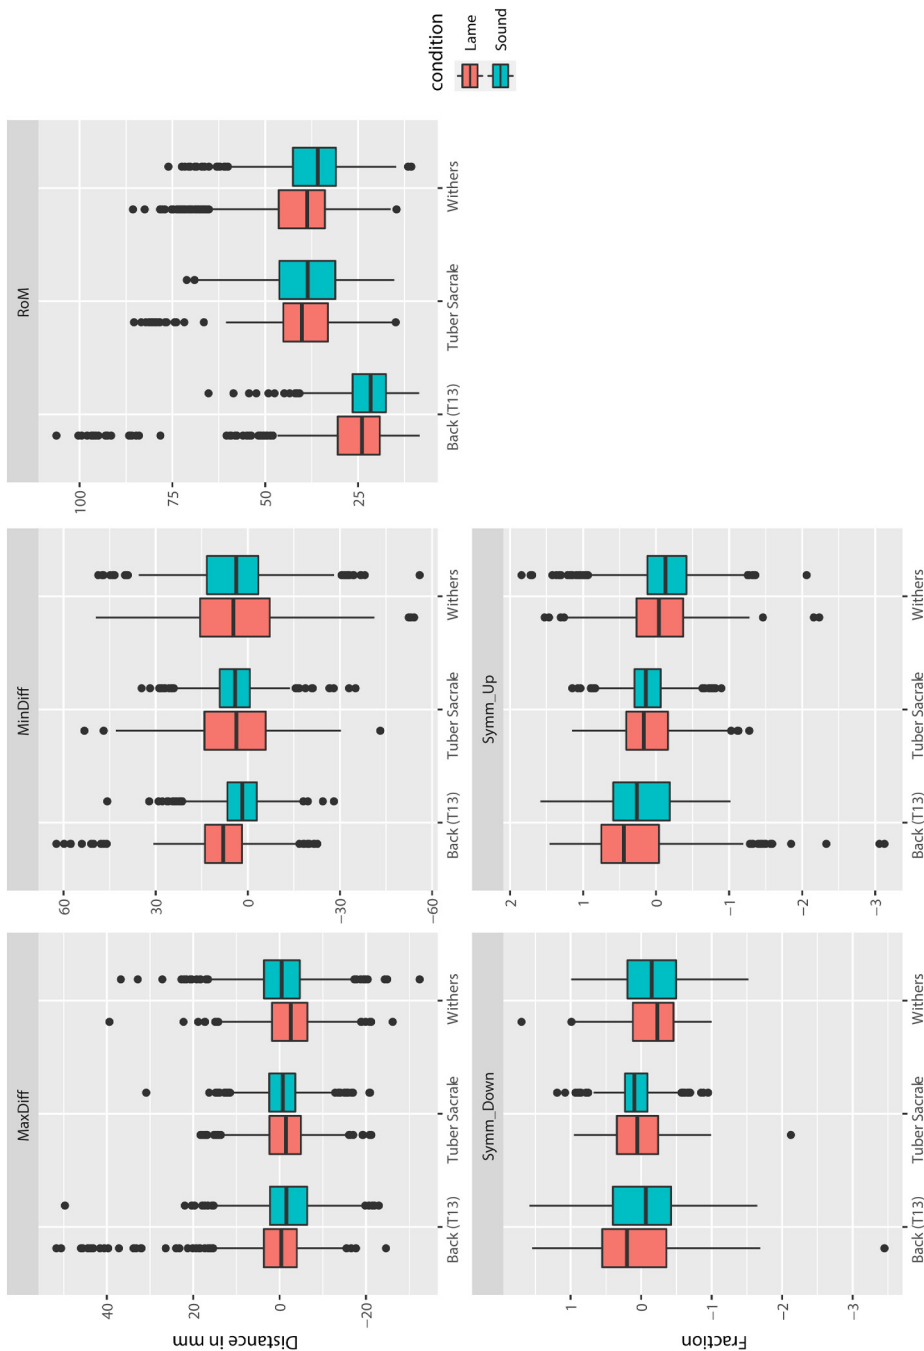 MaxDiff
Distance in mm
40
20
0
−20
Back (T13)
Tuber Sacrale
Withers
MinDiff
60
30
0
−30
−60
Back (T13)
Tuber Sacrale
Withers
RoM
100
75
50
25
Back (T13)
Tuber Sacrale
Withers
condition
Lame
Sound
Symm_Down
Fraction
1
0
−1
−2
−3
Back (T13)
Tuber Sacrale
Withers
Symm_Up
2
1
0
−1
−2
−3
Back (T13)
Tuber Sacrale
Withers